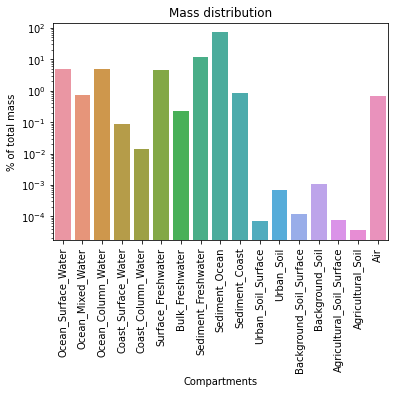 Mass distribution
% of total mass
10²
10¹
10⁰
10⁻¹
10⁻²
10⁻³
10⁻⁴
Ocean_Surface_Water
Ocean_Mixed_Water
Ocean_Column_Water
Coast_Surface_Water
Coast_Column_Water
Surface_Freshwater
Bulk_Freshwater
Sediment_Freshwater
Sediment_Ocean
Sediment_Coast
Urban_Soil_Surface
Urban_Soil
Background_Soil_Surface
Background_Soil
Agricultural_Soil_Surface
Agricultural_Soil
Air
Compartments